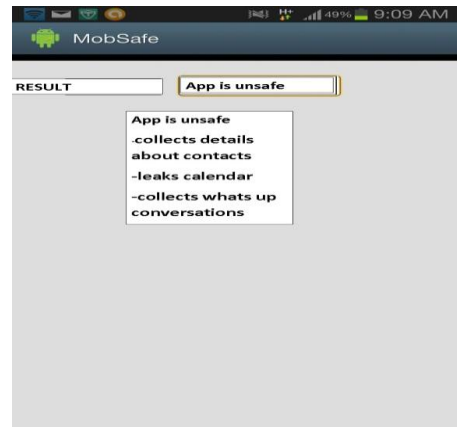 49% 9:09 AM
MobSafe
RESULT App is unsafe
App is unsafe
-collects details
about contacts
-leaks calendar
-collects whats up
conversations